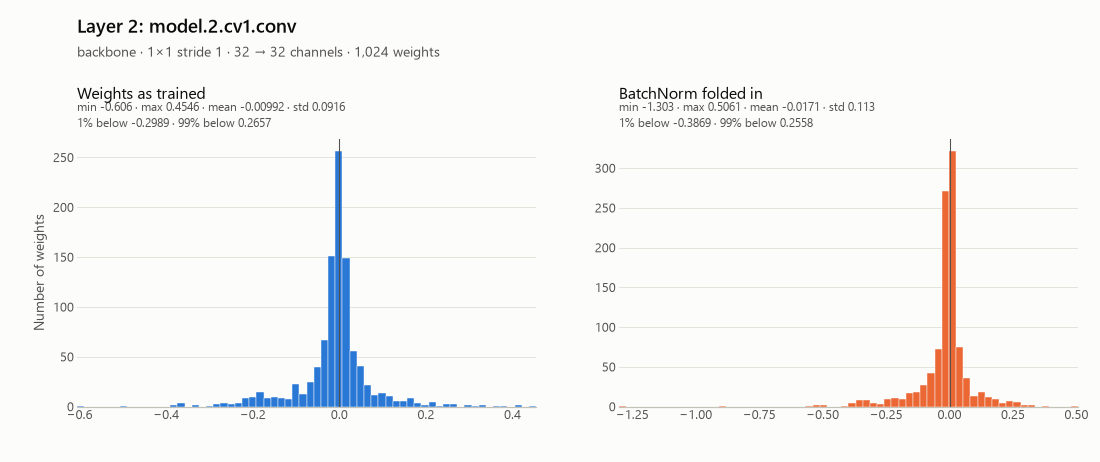 Layer 2: model.2.cv1.conv
backbone · 1×1 stride 1 · 32 → 32 channels · 1,024 weights
Weights as trained
min -0.606 · max 0.4546 · mean -0.00992 · std 0.0916
1% below -0.2989 · 99% below 0.2657
Number of weights
250
200
150
100
50
0
−0.6 −0.4 −0.2 0.0 0.2 0.4
BatchNorm folded in
min -1.303 · max 0.5061 · mean -0.0171 · std 0.113
1% below -0.3869 · 99% below 0.2558
300
250
200
150
100
50
0
−1.25 −1.00 −0.75 −0.50 −0.25 0.00 0.25 0.50